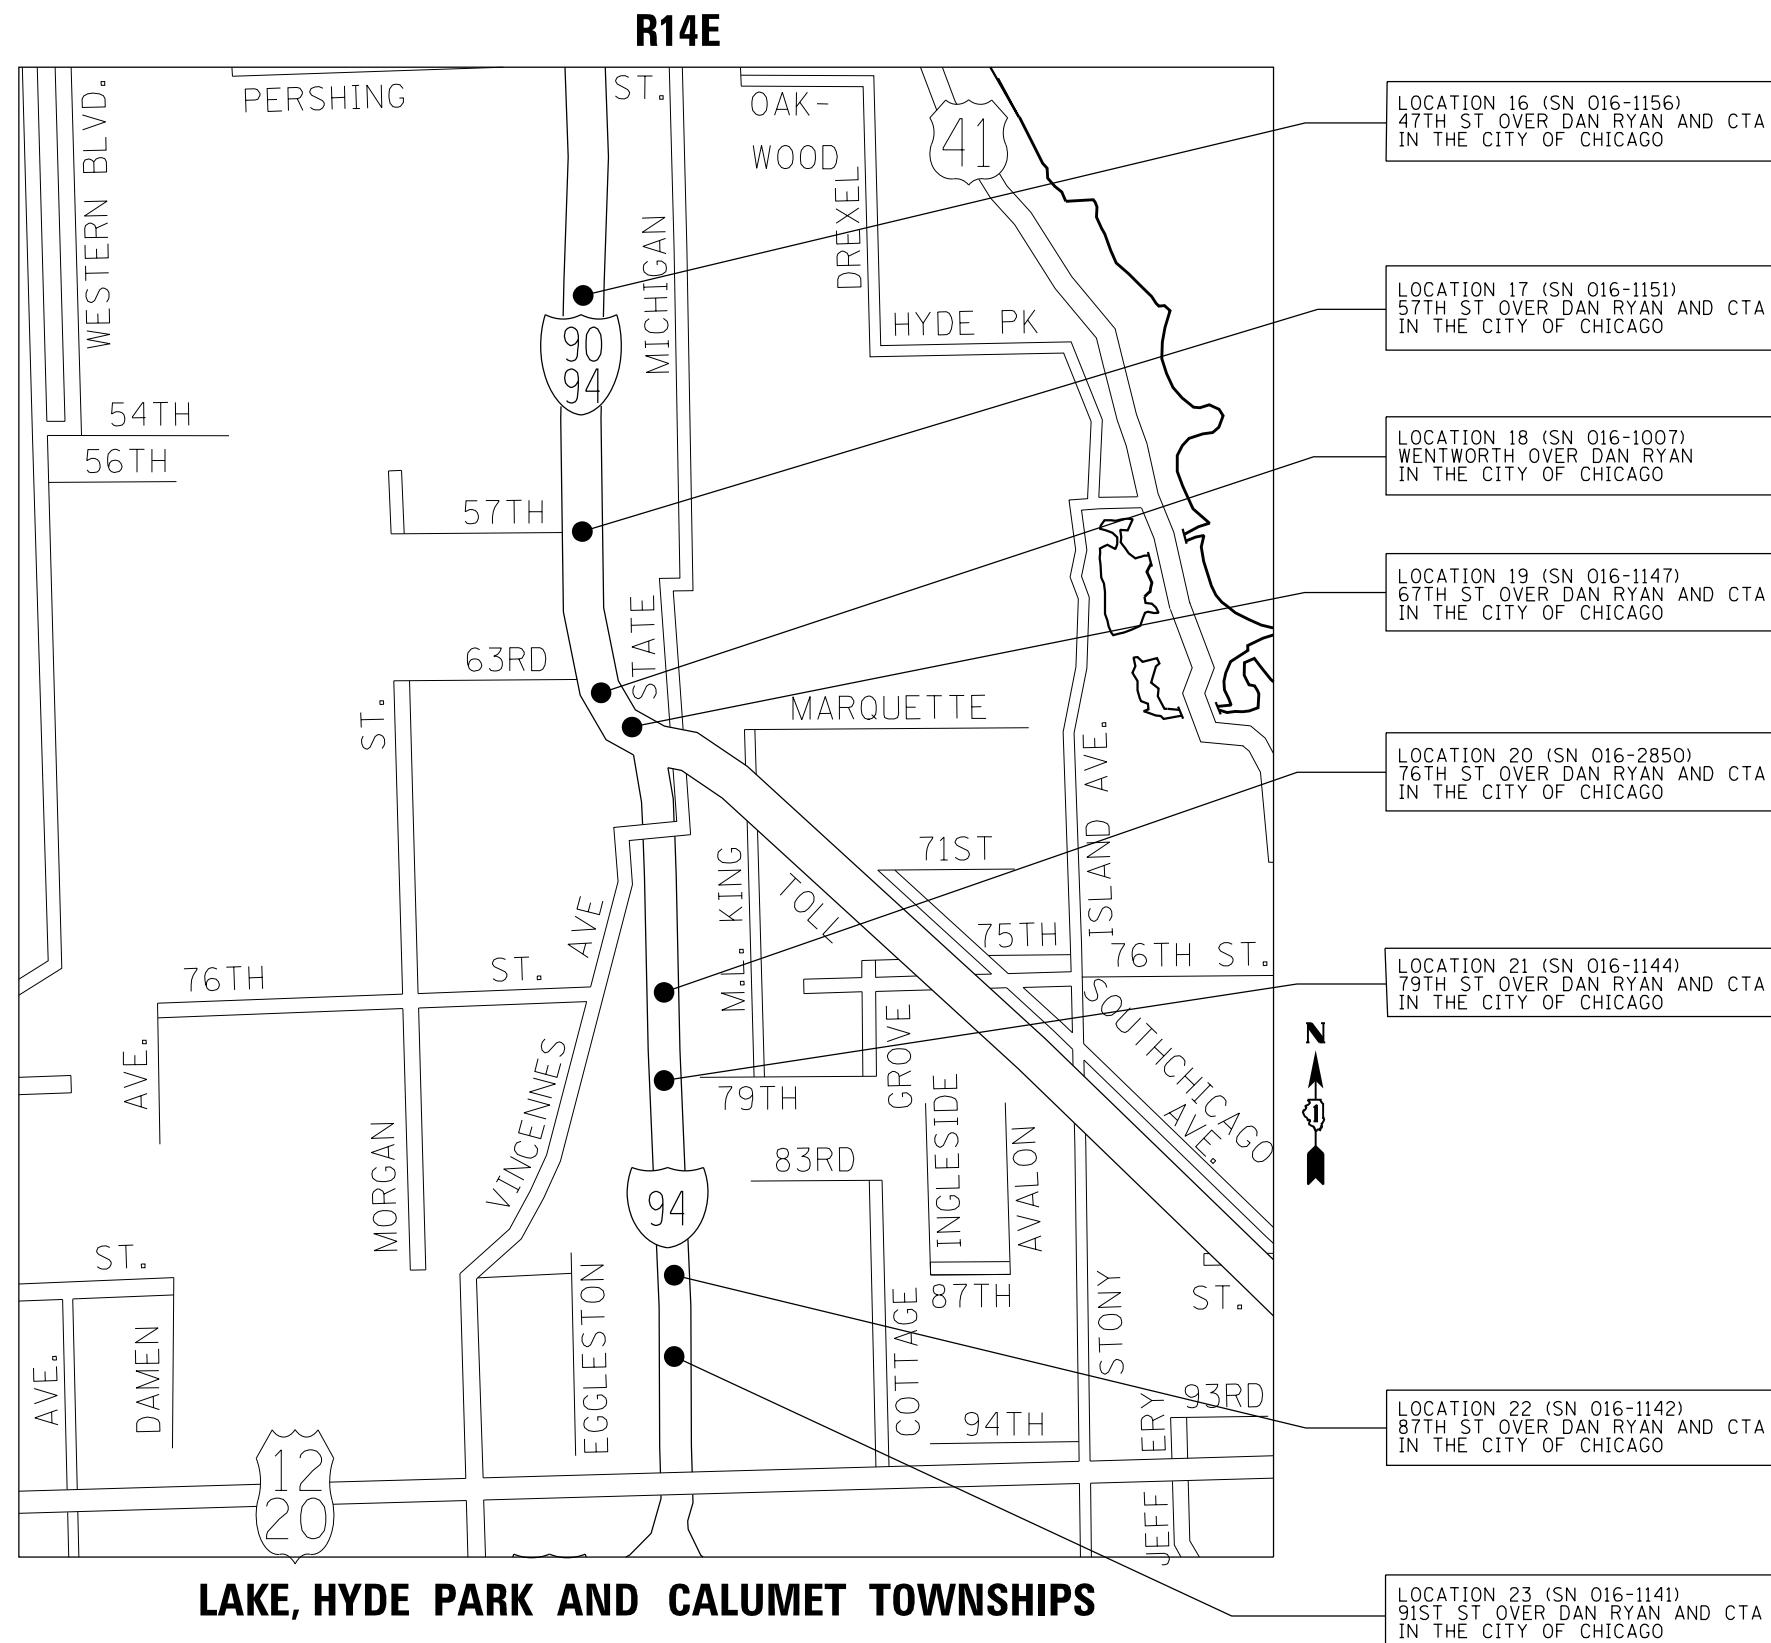 R14E
PERSHING
ST.
WESTERN BLVD.
OAK-
WOOD
41
DREXEL
MICHIGAN
HYDE PK
90
94
54TH
56TH
57TH
STATE
63RD
ST.
MARQUETTE
ISLAND AVE.
71ST
M.L. KING
TOLL
AVE
75TH
76TH ST.
76TH
ST.
SOUTHCHICAGO
AVE.
AVE.
VINCENNES
GROVE
79TH
INGLESIDE
AVALON
MORGAN
83RD
94
ST.
EGGLESTON
87TH
ST.
COTTAGE
STONY
AVE.
DAMEN
94TH
93RD
JEFFERY
12
20
LAKE, HYDE PARK AND CALUMET TOWNSHIPS
LOCATION 16 (SN 016-1156)
47TH ST OVER DAN RYAN AND CTA
IN THE CITY OF CHICAGO
LOCATION 17 (SN 016-1151)
57TH ST OVER DAN RYAN AND CTA
IN THE CITY OF CHICAGO
LOCATION 18 (SN 016-1007)
WENTWORTH OVER DAN RYAN
IN THE CITY OF CHICAGO
LOCATION 19 (SN 016-1147)
67TH ST OVER DAN RYAN AND CTA
IN THE CITY OF CHICAGO
LOCATION 20 (SN 016-2850)
76TH ST OVER DAN RYAN AND CTA
IN THE CITY OF CHICAGO
LOCATION 21 (SN 016-1144)
79TH ST OVER DAN RYAN AND CTA
IN THE CITY OF CHICAGO
N
1
LOCATION 22 (SN 016-1142)
87TH ST OVER DAN RYAN AND CTA
IN THE CITY OF CHICAGO
LOCATION 23 (SN 016-1141)
91ST ST OVER DAN RYAN AND CTA
IN THE CITY OF CHICAGO